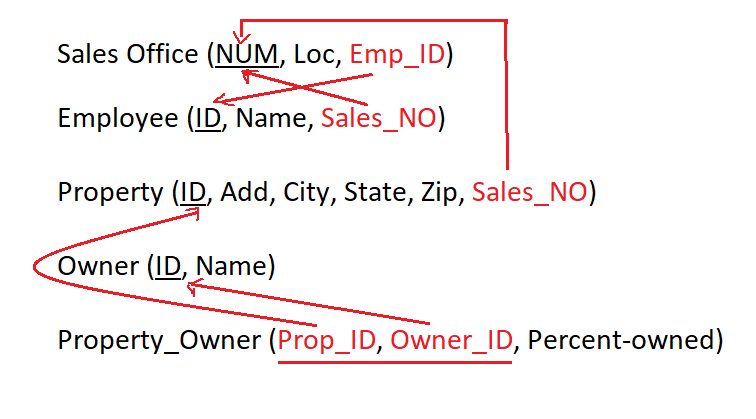 Sales Office (NUM, Loc, Emp_ID)
Employee (ID, Name, Sales_NO)
Property (ID, Add, City, State, Zip, Sales_NO)
Owner (ID, Name)
Property_Owner (Prop_ID, Owner_ID, Percent-owned)